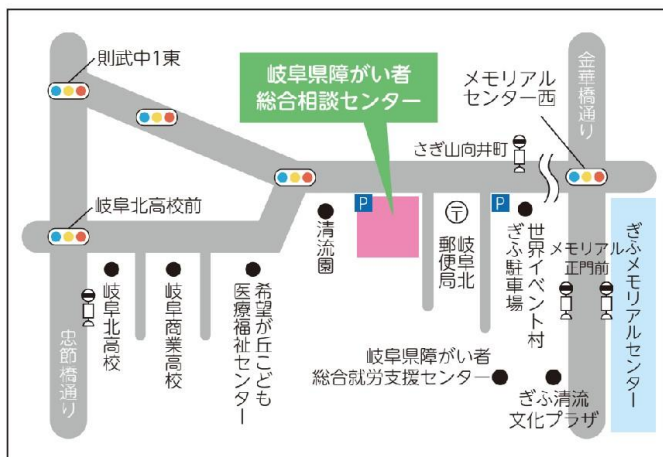 則武中1東
岐阜県障がい者
総合相談センター
メモリアル
センター西
金華橋通り
さぎ山向井町
P
P
岐阜北高校前
清流園
〒
岐阜北
郵便局
世界イベント村
ぎふ駐車場
メモリアル
正門前
ぎふメモリアルセンター
忠節橋通り
岐阜北高校
岐阜商業高校
希望が丘こども
医療福祉センター
岐阜県障がい者
総合就労支援センター
ぎふ清流
文化プラザ